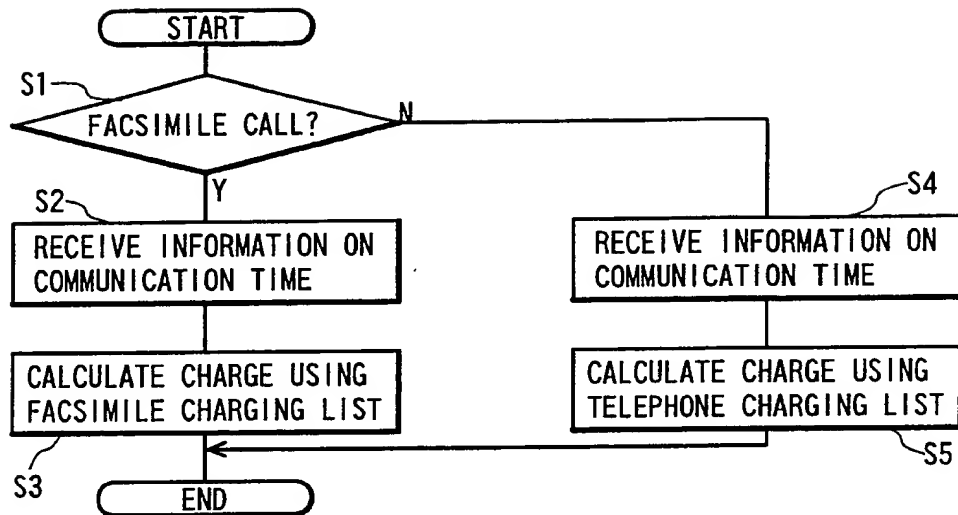 START
S1
FACSIMILE CALL?
N
Y
S2
RECEIVE INFORMATION ON
COMMUNICATION TIME
S4
RECEIVE INFORMATION ON
COMMUNICATION TIME
CALCULATE CHARGE USING
FACSIMILE CHARGING LIST
S3
CALCULATE CHARGE USING
TELEPHONE CHARGING LIST
S5
END